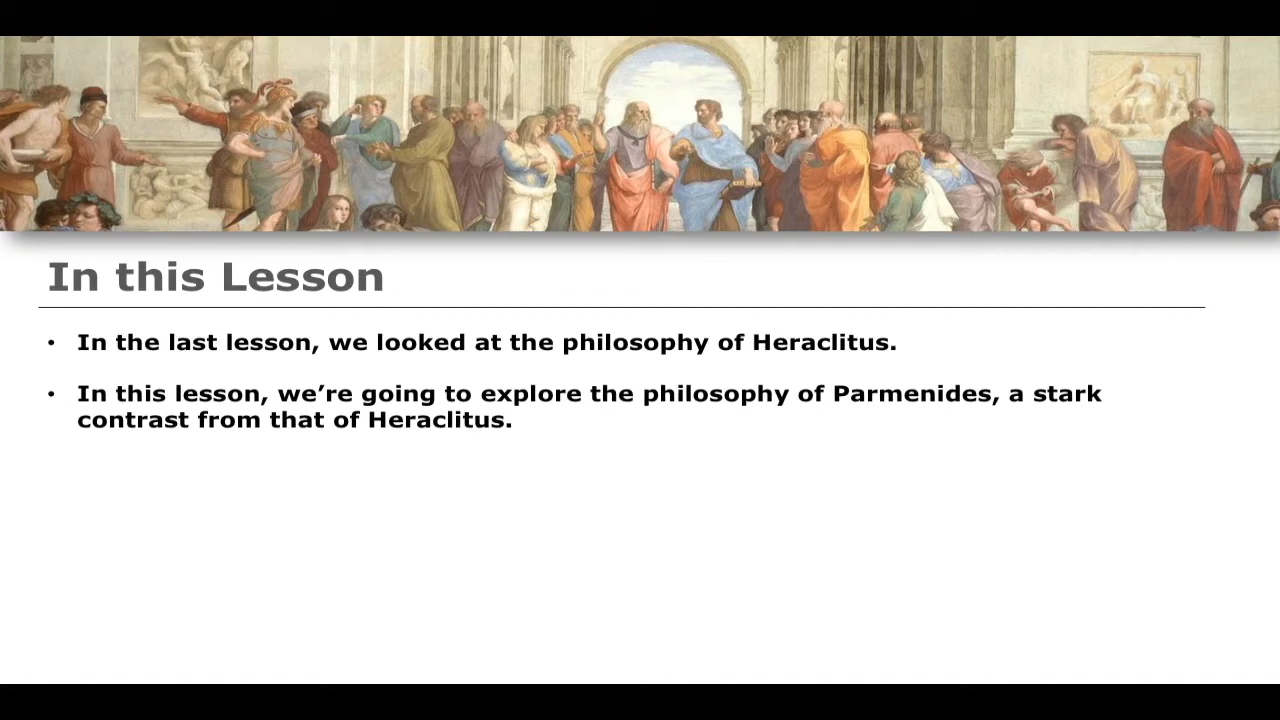 In this Lesson
• In the last lesson, we looked at the philosophy of Heraclitus.
• In this lesson, we’re going to explore the philosophy of Parmenides, a stark
contrast from that of Heraclitus.